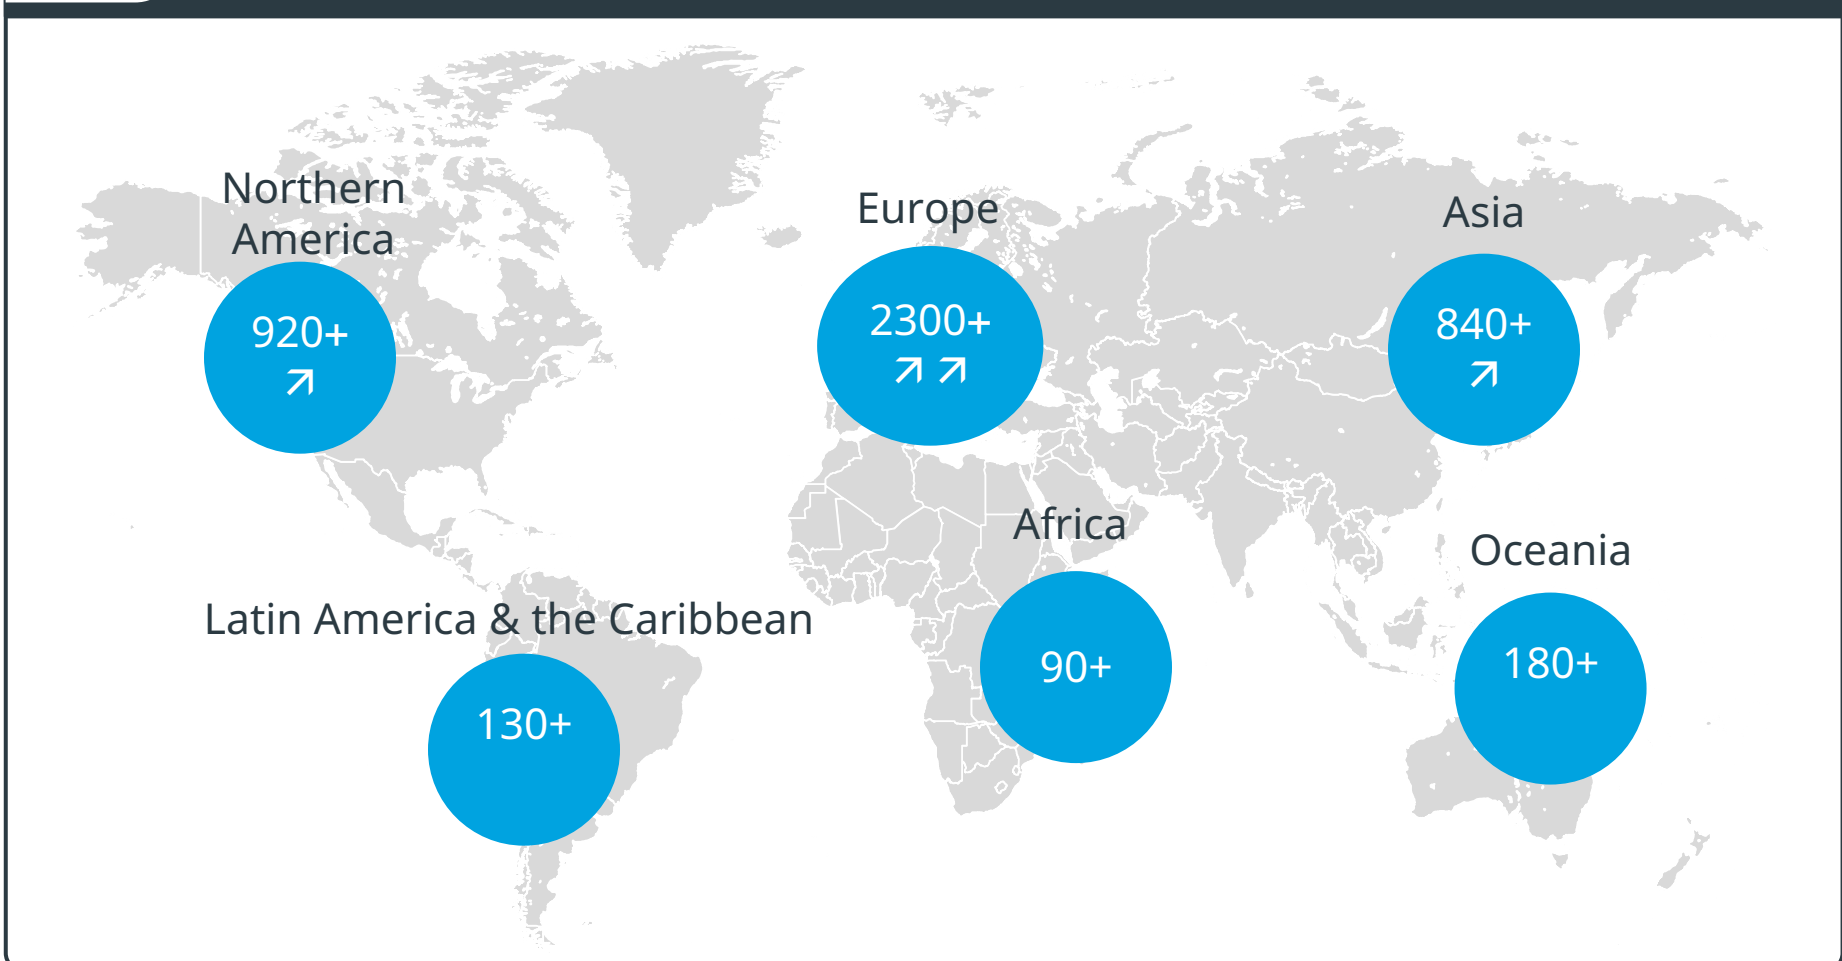 Northern
America
920+
↗
Europe
2300+
↗↗
Asia
840+
↗
Africa
90+
Oceania
180+
Latin America & the Caribbean
130+